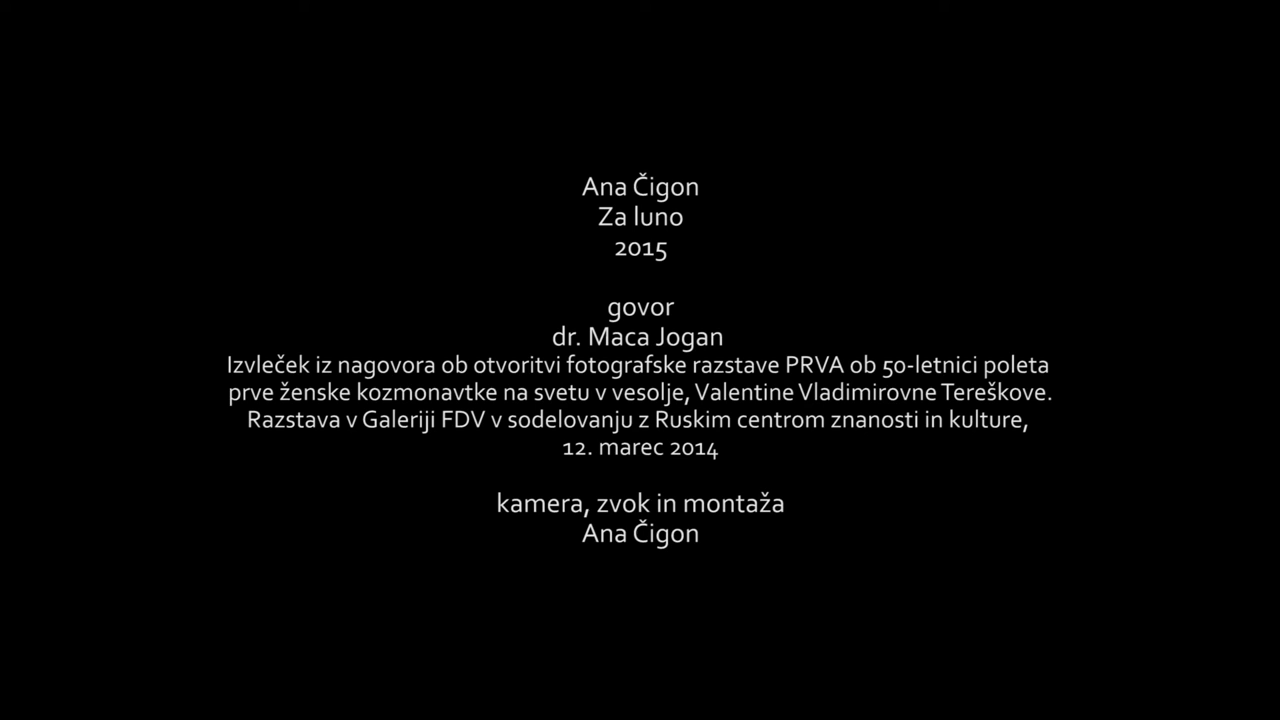 Ana Čigon
Za luno
2015
govor
dr. Maca Jogan
Izvleček iz nagovora ob otvoritvi fotografske razstave PRVA ob 50-letnici poleta
prve ženske kozmonavtke na svetu v vesolje, Valentine Vladimirovne Tereškove.
Razstava v Galeriji FDV v sodelovanju z Ruskim centrom znanosti in kulture,
12. marec 2014
kamera, zvok in montaža
Ana Čigon